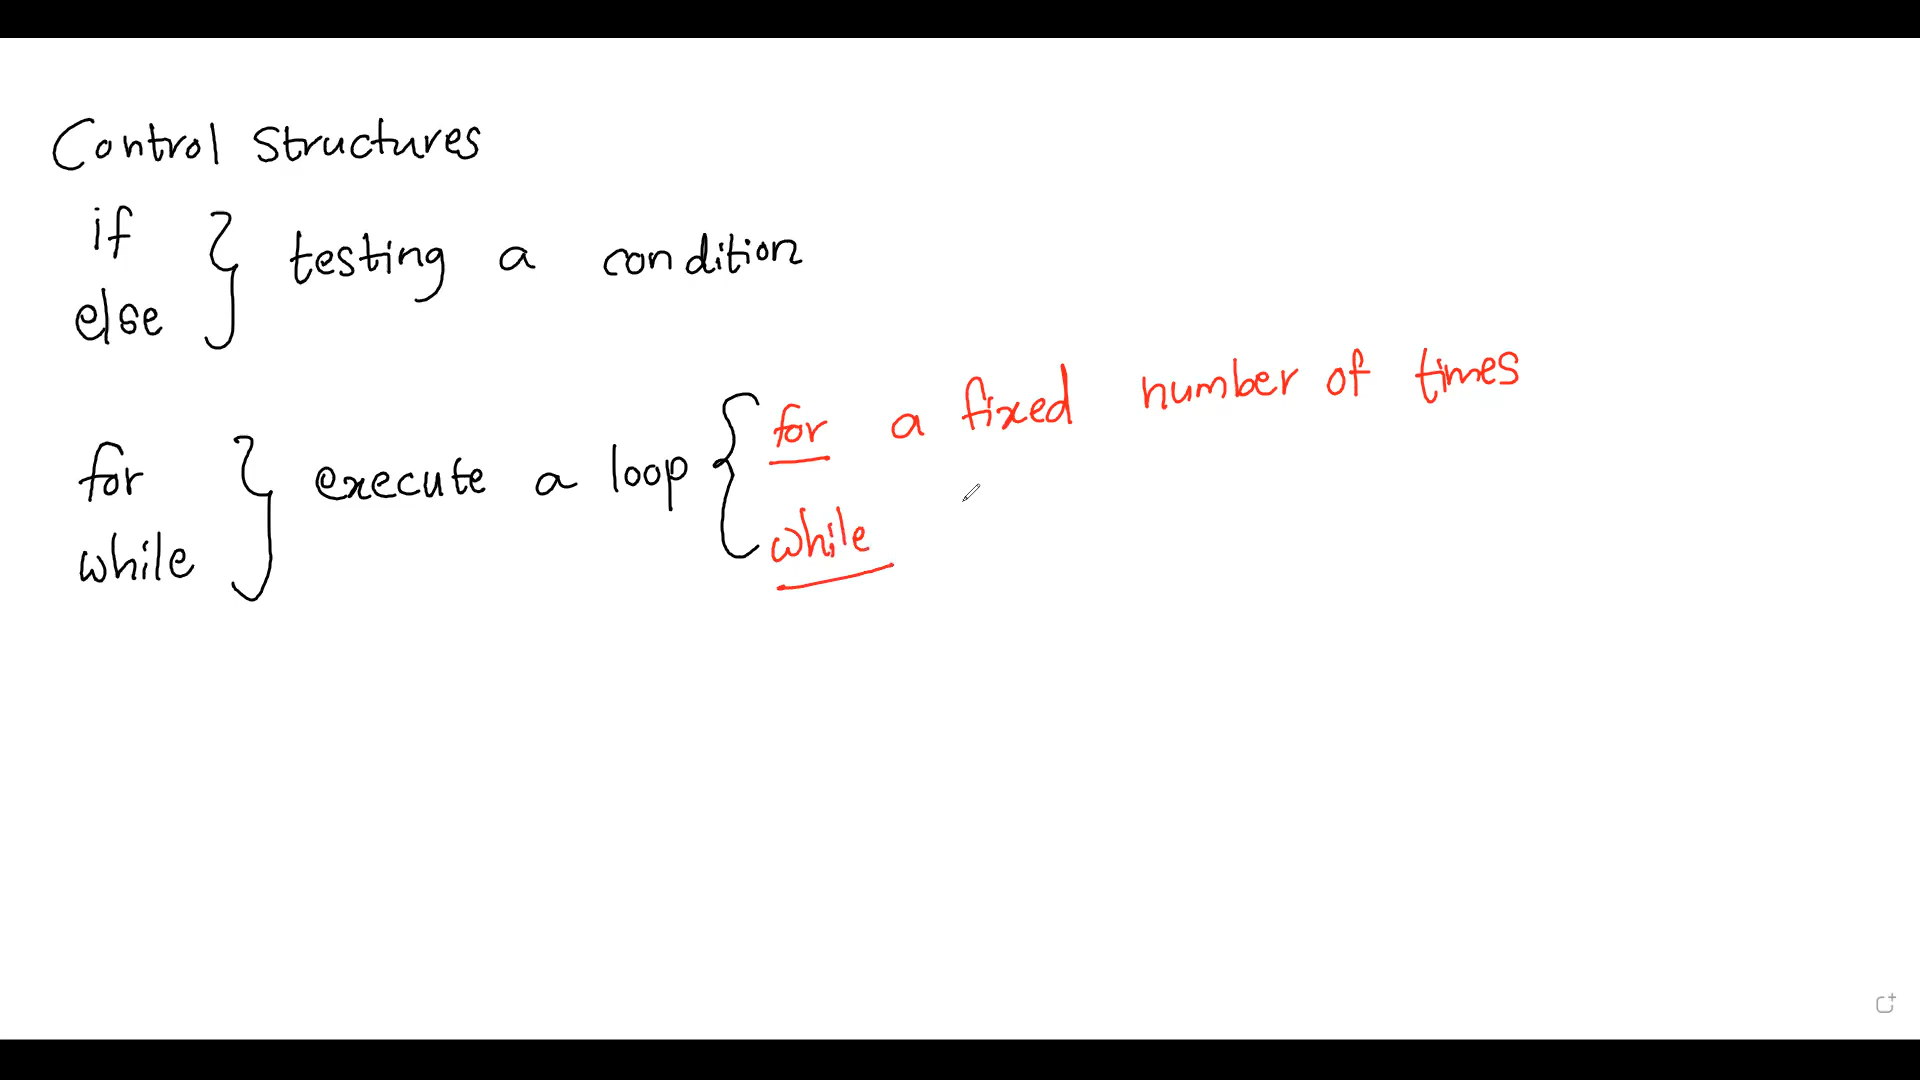 Control Structures
if
else } testing a condition
for
while } execute a loop {
for a fixed number of times
while